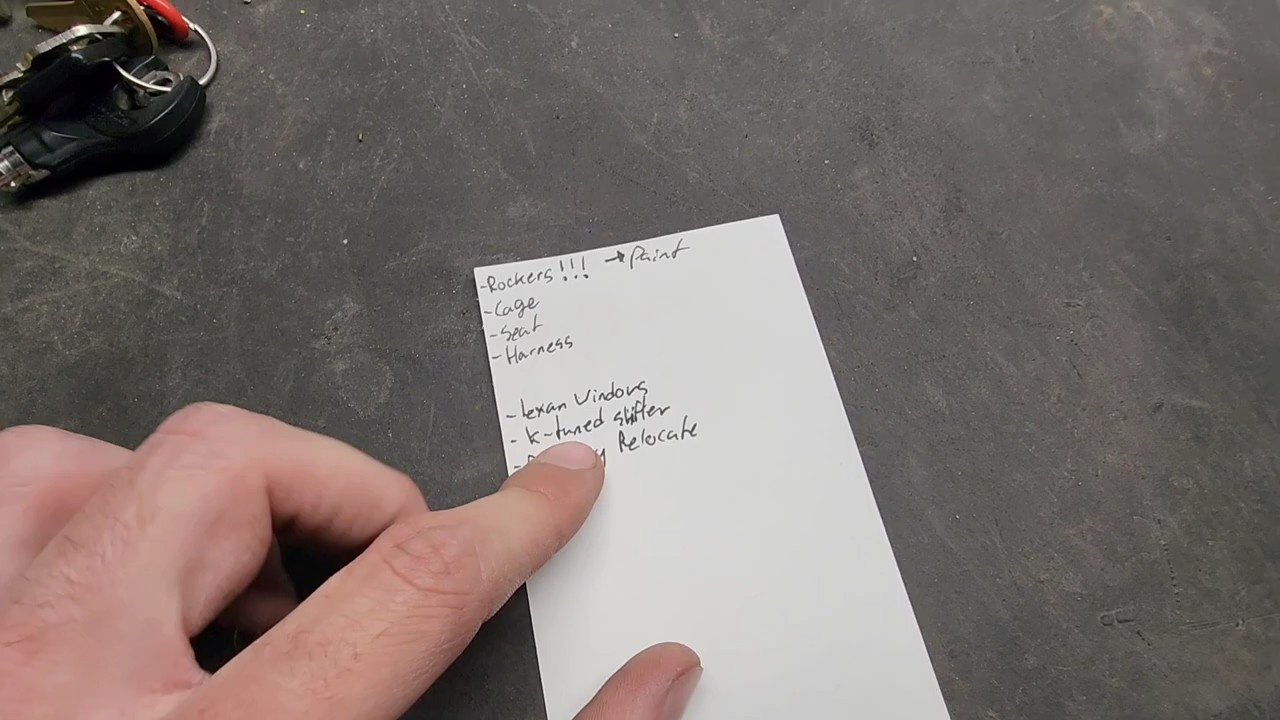 -Rockers!!! →Paint
-Cage
-Seat
-Harness
-Lexan Windows
-K-tuned shifter
Relocate